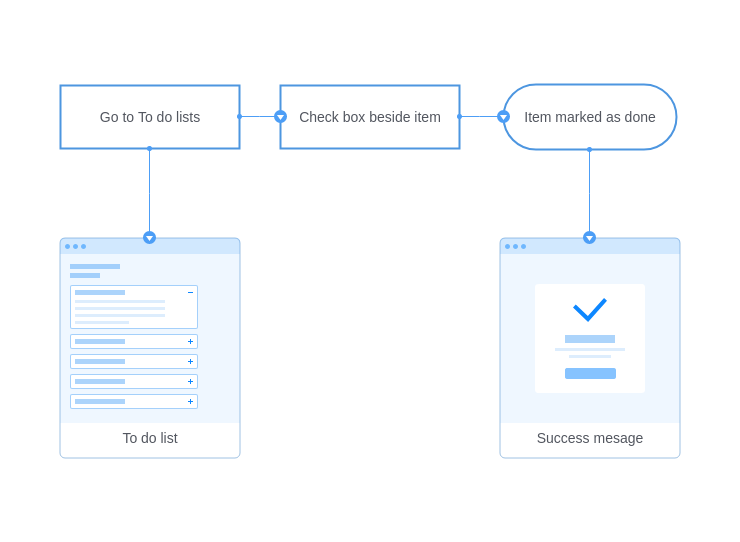 Go to To do lists
Check box beside item
Item marked as done
To do list
Success mesage